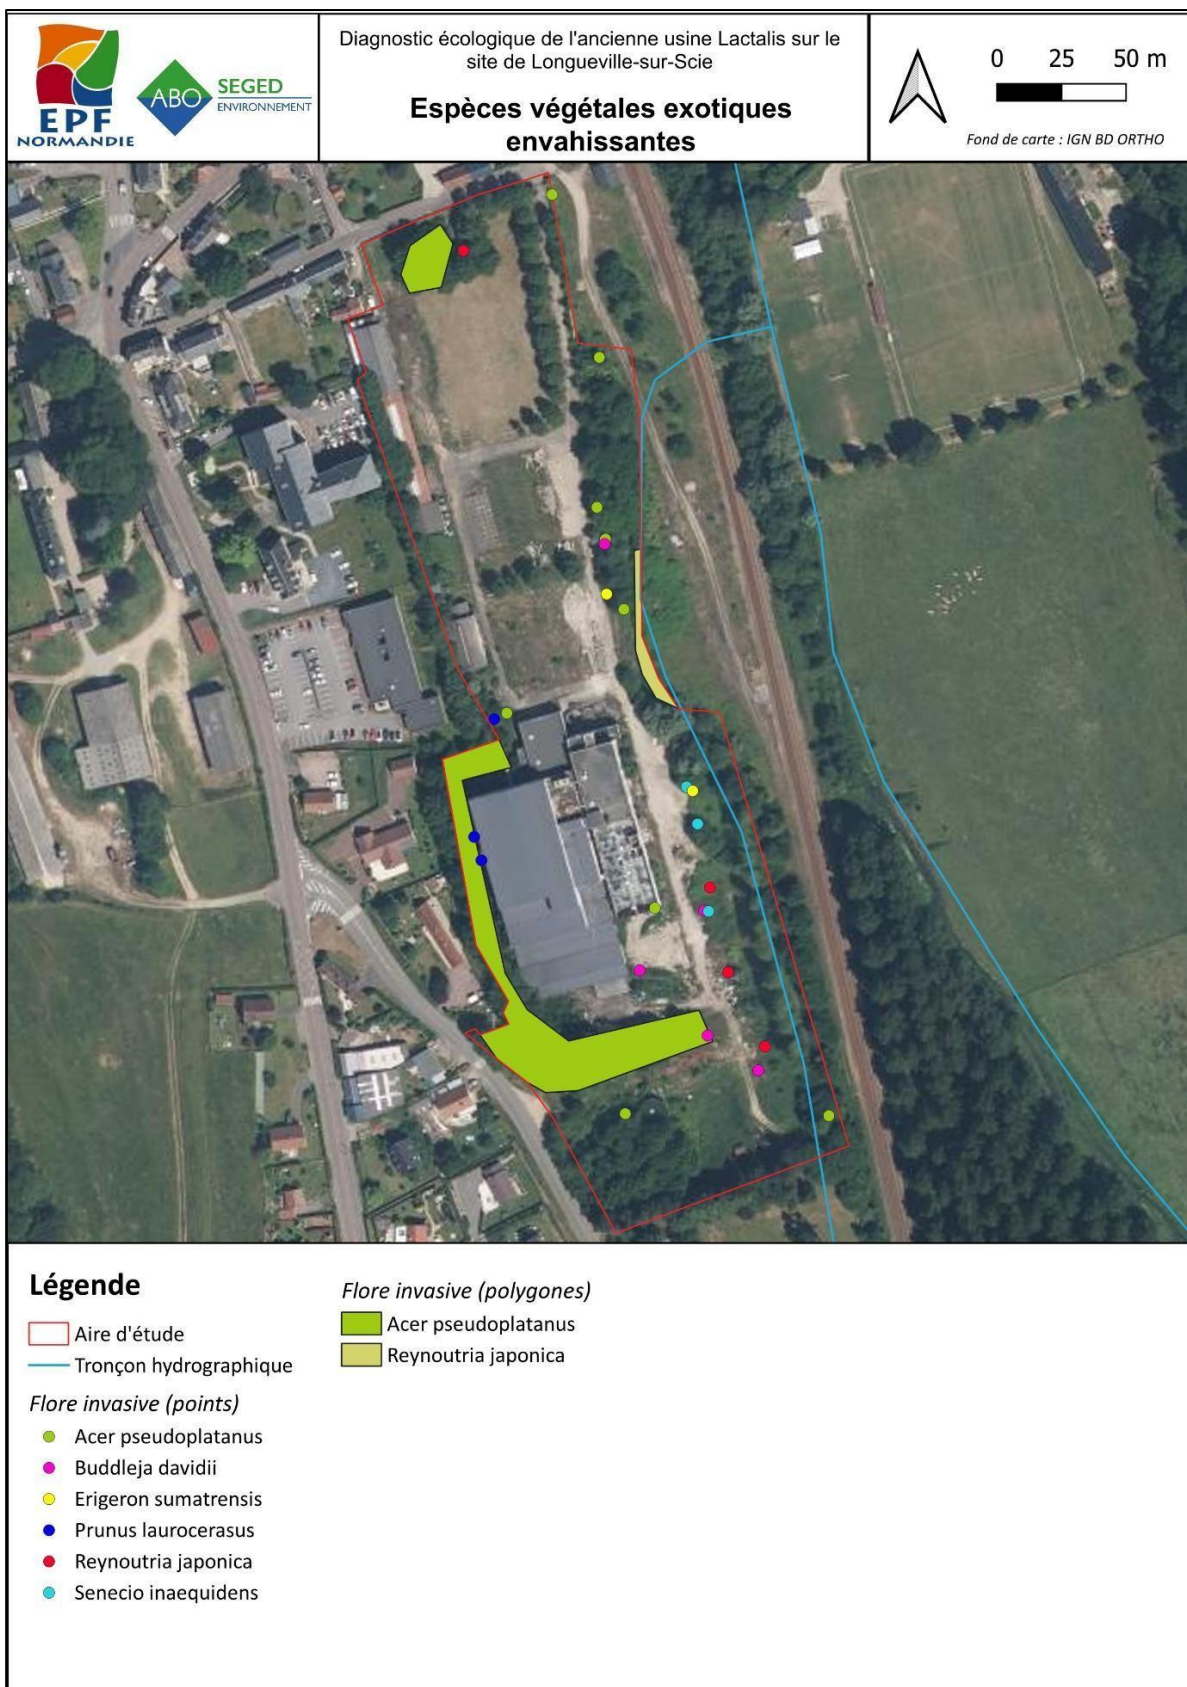 EPF
NORMANDIE
ABO
SEGED
ENVIRONNEMENT
Diagnostic écologique de l'ancienne usine Lactalis sur le
site de Longueville-sur-Scie
Espèces végétales exotiques
envahissantes
0 25 50 m
Fond de carte : IGN BD ORTHO
Légende
Aire d'étude
Tronçon hydrographique
Flore invasive (points)
Acer pseudoplatanus
Buddleja davidii
Erigeron sumatrensis
Prunus laurocerasus
Reynoutria japonica
Senecio inaequidens
Flore invasive (polygones)
Acer pseudoplatanus
Reynoutria japonica